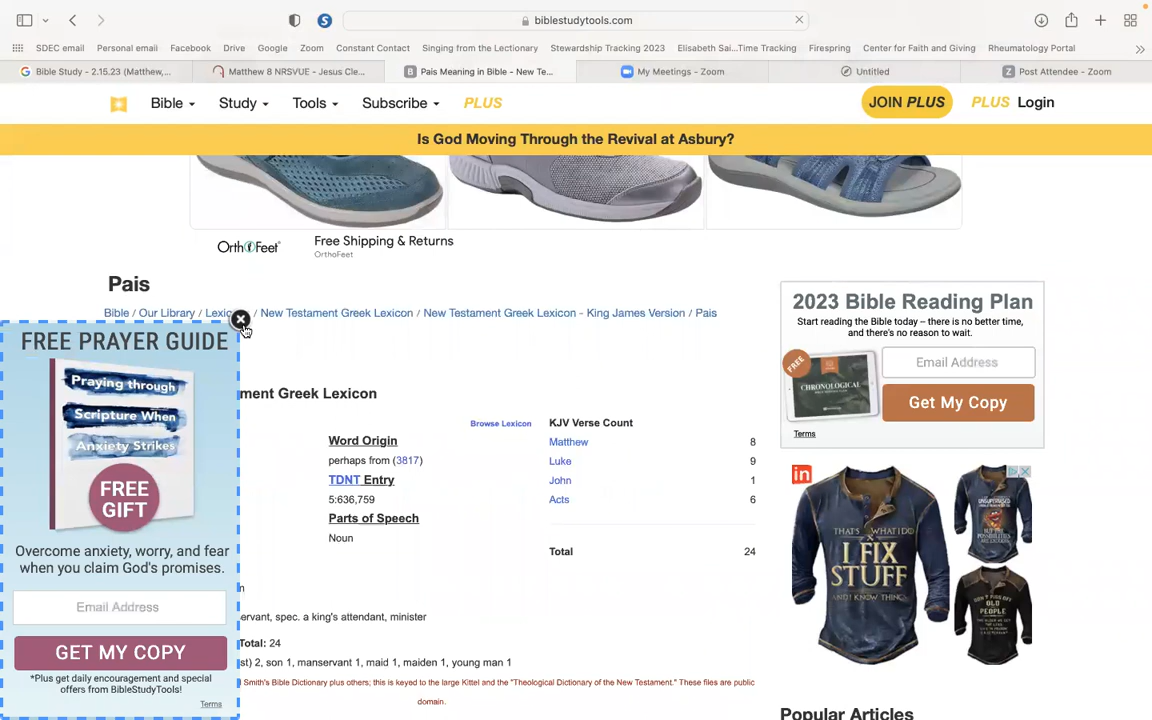 biblestudytools.com
SDEC email Personal email Facebook Drive Google Zoom Constant Contact Singing from the Lectionary Stewardship Tracking 2023 Elisabeth Sai...Time Tracking Firespring Center for Faith and Giving Rheumatology Portal
Bible Study - 2.15.23 (Matthew,... Matthew 8 NRSVUE - Jesus Cle... Pais Meaning in Bible - New Te... My Meetings - Zoom Untitled Post Attendee - Zoom
Bible Study Tools Subscribe PLUS JOIN PLUS PLUS Login
Is God Moving Through the Revival at Asbury?
OrthoFeet
Free Shipping & Returns
OrthoFeet
Pais
Bible / Our Library / Lexic / New Testament Greek Lexicon / New Testament Greek Lexicon - King James Version / Pais
ment Greek Lexicon
Browse Lexicon
Word Origin
perhaps from (3817)
TDNT Entry
5:636,759
Parts of Speech
Noun
KJV Verse Count
Matthew 8
Luke 9
John 1
Acts 6
Total 24
n
ervant, spec. a king's attendant, minister
Total: 24
st) 2, son 1, manservant 1, maid 1, maiden 1, young man 1
Smith's Bible Dictionary plus others; this is keyed to the large Kittel and the "Theological Dictionary of the New Testament." These files are public
domain.
FREE PRAYER GUIDE
Praying through
Scripture When
Anxiety Strikes
FREE
GIFT
Overcome anxiety, worry, and fear
when you claim God's promises.
Email Address
GET MY COPY
*Plus get daily encouragement and special
offers from BibleStudyTools!
Terms
2023 Bible Reading Plan
Start reading the Bible today – there is no better time,
and there's no reason to wait.
FREE
CHRONOLOGICAL
Email Address
Get My Copy
Terms
in
THAT'S WHAT I DO
I FIX
STUFF
AND I KNOW THINGS
Popular Articles